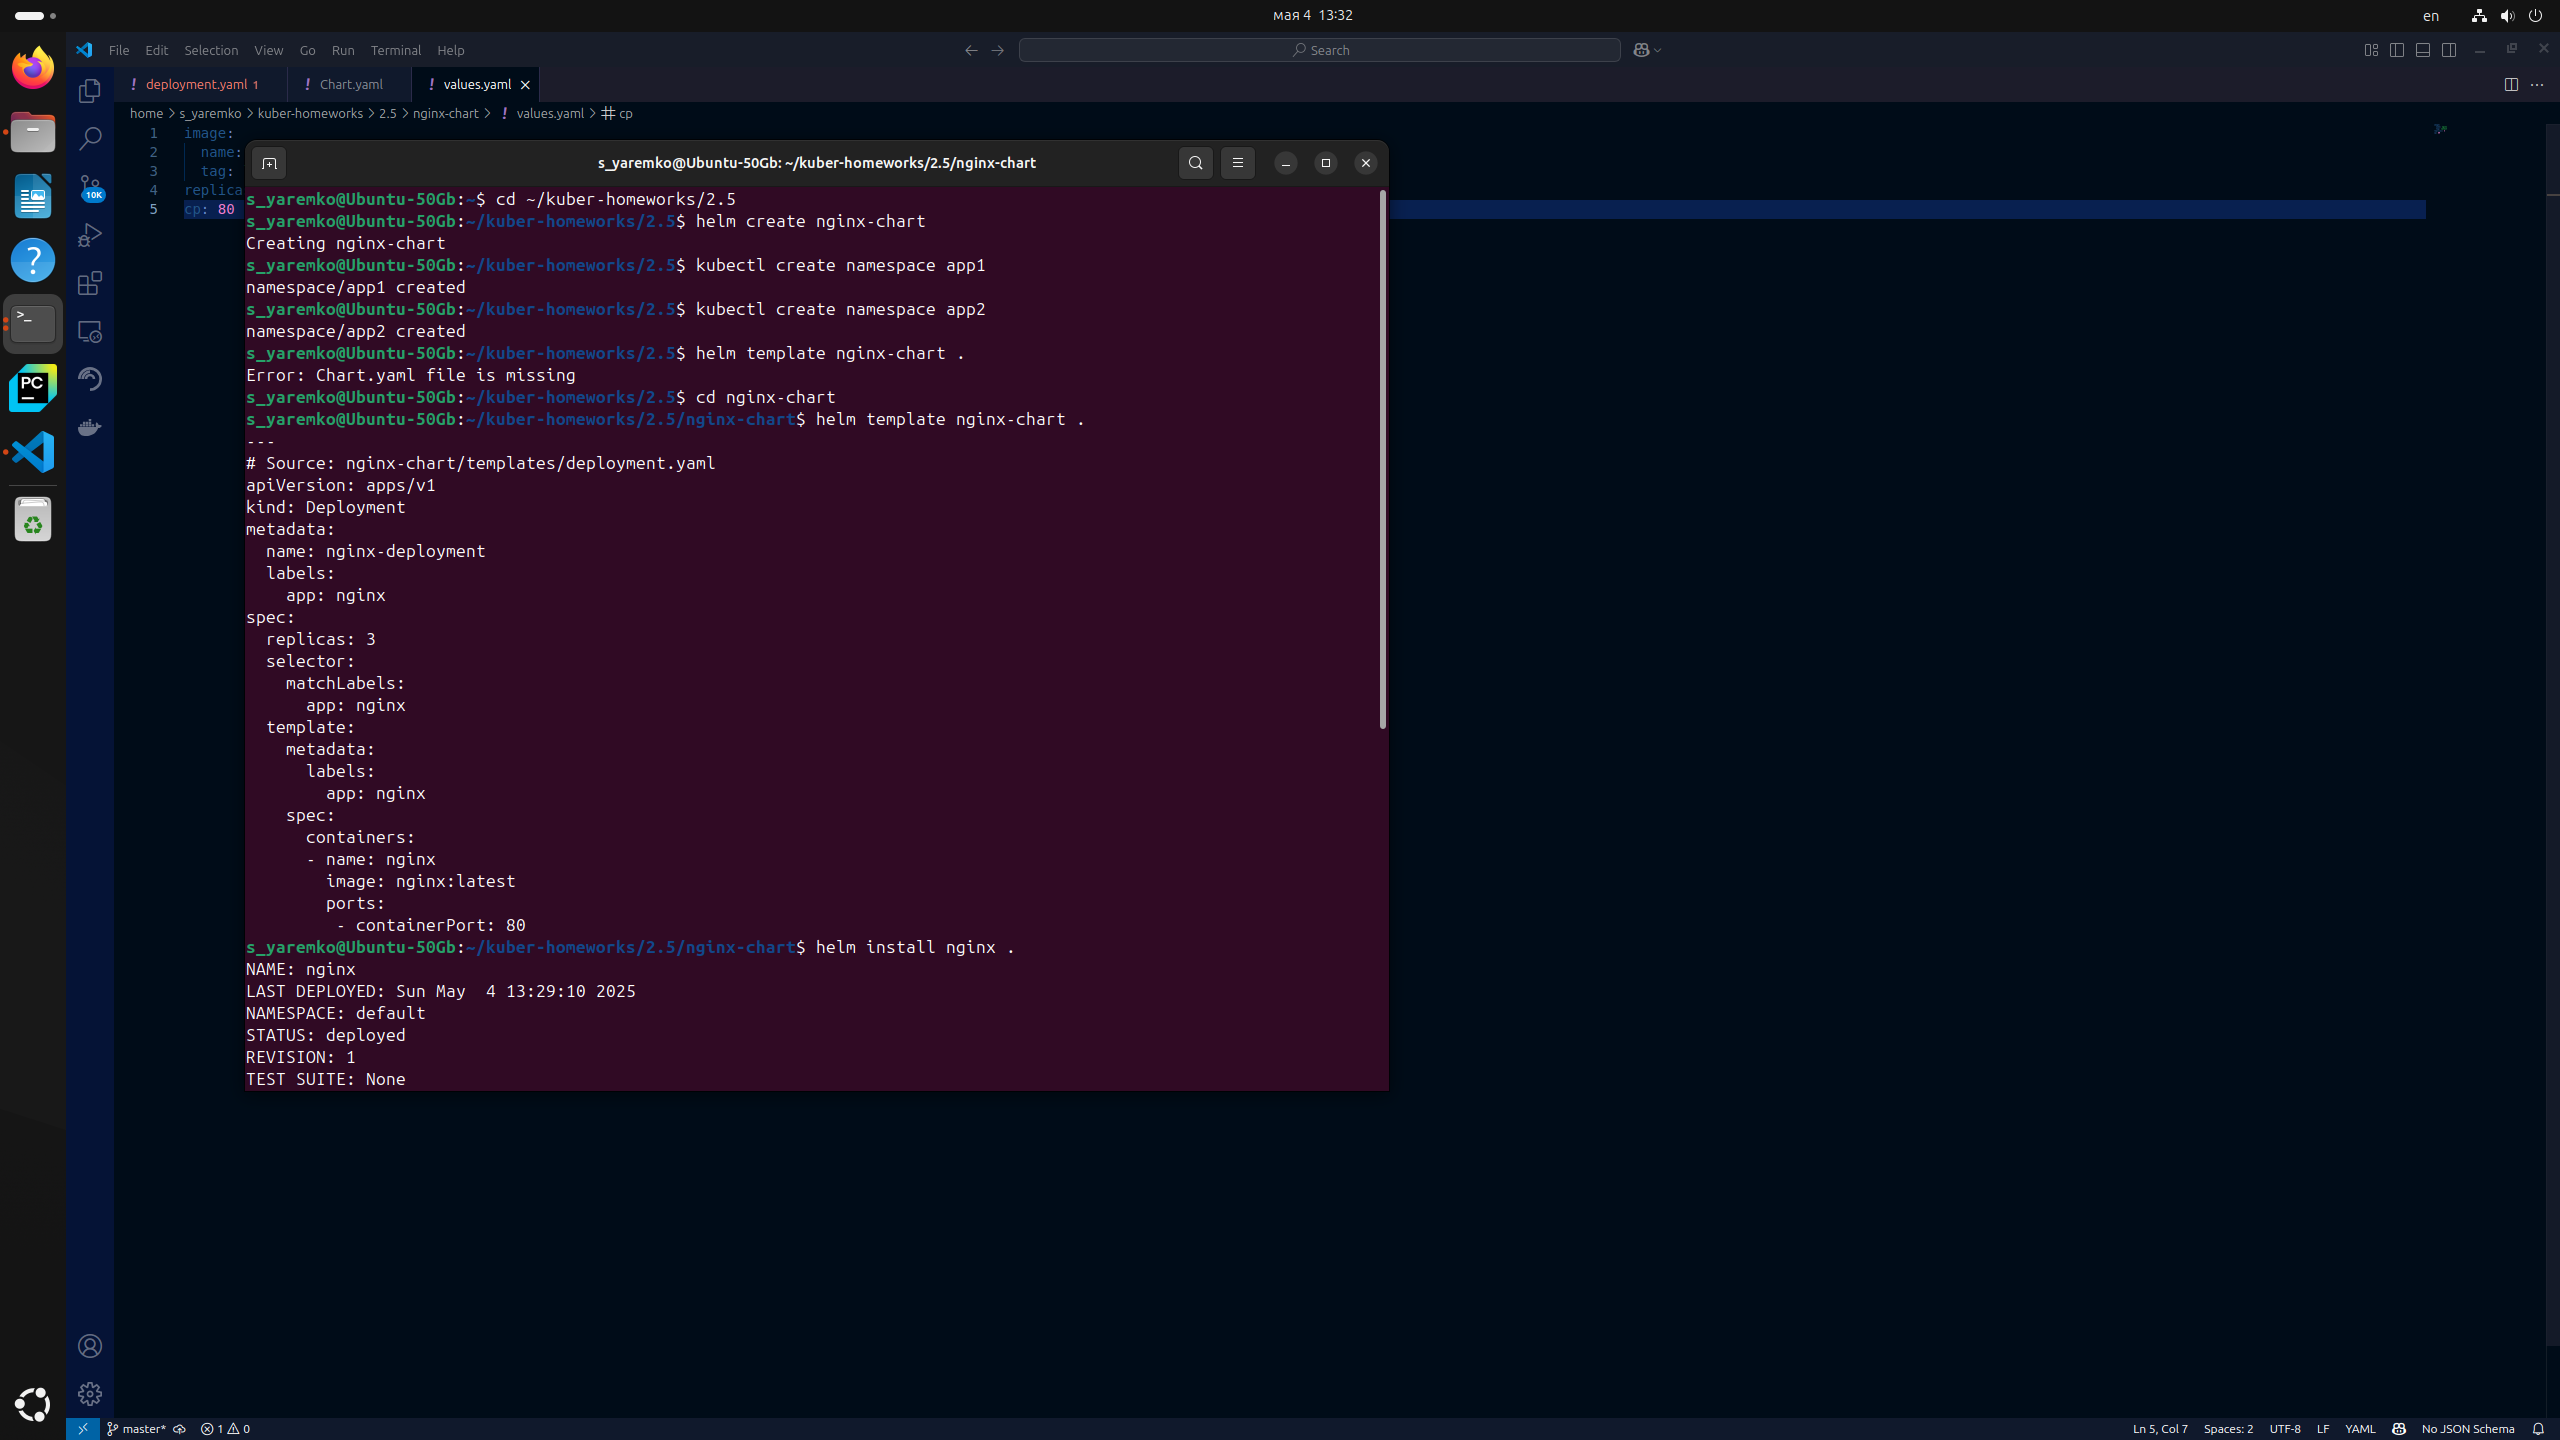 мая 4 13:32
en
File Edit Selection View Go Run Terminal Help
Search
deployment.yaml 1
Chart.yaml
values.yaml
home > s_yaremko > kuber-homeworks > 2.5 > nginx-chart > ! values.yaml > cp
1 image:
2 name:
3 tag:
4 replica
5 cp: 80
10K
PC
s_yaremko@Ubuntu-50Gb: ~/kuber-homeworks/2.5/nginx-chart
s_yaremko@Ubuntu-50Gb:~$ cd ~/kuber-homeworks/2.5
s_yaremko@Ubuntu-50Gb:~/kuber-homeworks/2.5$ helm create nginx-chart
Creating nginx-chart
s_yaremko@Ubuntu-50Gb:~/kuber-homeworks/2.5$ kubectl create namespace app1
namespace/app1 created
s_yaremko@Ubuntu-50Gb:~/kuber-homeworks/2.5$ kubectl create namespace app2
namespace/app2 created
s_yaremko@Ubuntu-50Gb:~/kuber-homeworks/2.5$ helm template nginx-chart .
Error: Chart.yaml file is missing
s_yaremko@Ubuntu-50Gb:~/kuber-homeworks/2.5$ cd nginx-chart
s_yaremko@Ubuntu-50Gb:~/kuber-homeworks/2.5/nginx-chart$ helm template nginx-chart .
---
# Source: nginx-chart/templates/deployment.yaml
apiVersion: apps/v1
kind: Deployment
metadata:
  name: nginx-deployment
  labels:
    app: nginx
spec:
  replicas: 3
  selector:
    matchLabels:
      app: nginx
  template:
    metadata:
      labels:
        app: nginx
    spec:
      containers:
      - name: nginx
        image: nginx:latest
        ports:
         - containerPort: 80
s_yaremko@Ubuntu-50Gb:~/kuber-homeworks/2.5/nginx-chart$ helm install nginx .
NAME: nginx
LAST DEPLOYED: Sun May  4 13:29:10 2025
NAMESPACE: default
STATUS: deployed
REVISION: 1
TEST SUITE: None
master* 1 0
Ln 5, Col 7 Spaces: 2 UTF-8 LF YAML No JSON Schema